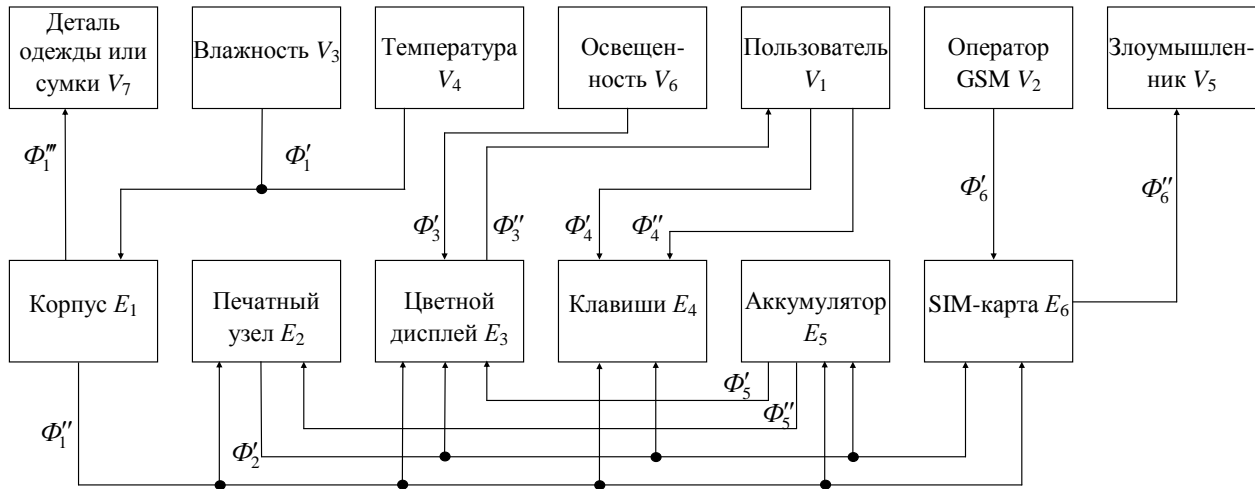 Деталь
одежды или
сумки V₇
Влажность V₃
Температура
V₄
Освещен-
ность V₆
Пользователь
V₁
Оператор
GSM V₂
Злоумышлен-
ник V₅
Φ₁‴
Φ₁′
Φ₃′
Φ₃″
Φ₄′
Φ₄″
Φ₆′
Φ₆″
Корпус E₁
Печатный
узел E₂
Цветной
дисплей E₃
Клавиши E₄
Аккумулятор
E₅
SIM-карта E₆
Φ₅′
Φ₅″
Φ₁″
Φ₂′